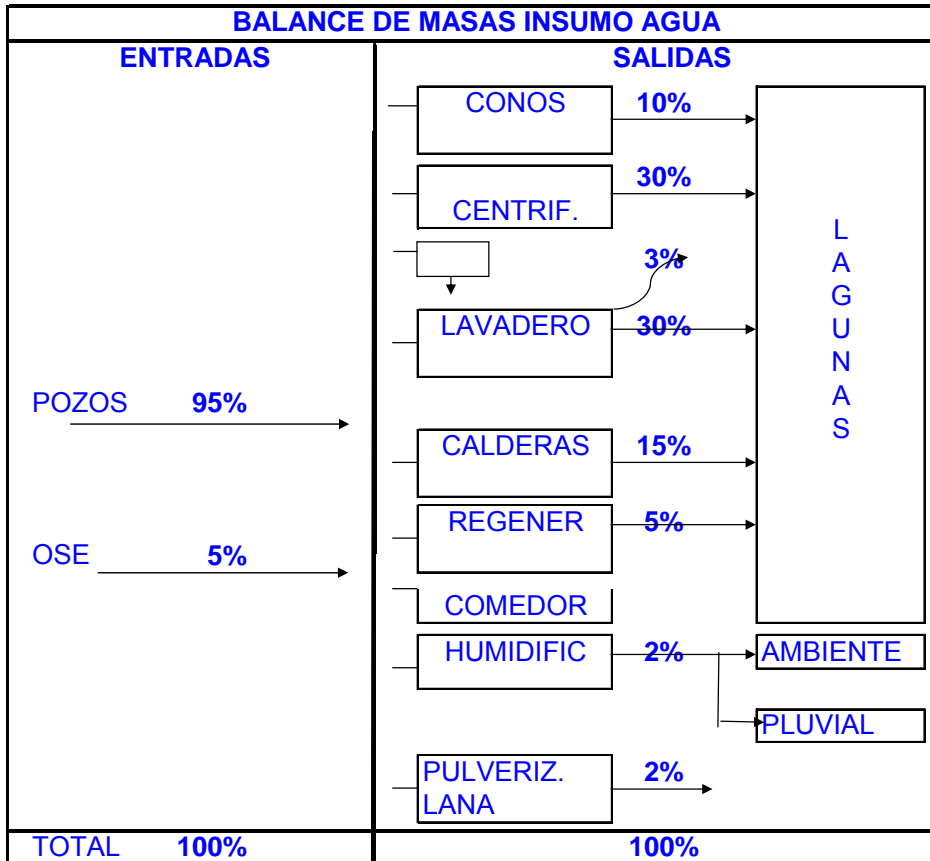 BALANCE DE MASAS INSUMO AGUA
ENTRADAS
SALIDAS
CONOS 10%
30%
CENTRIF.
3%
LAVADERO 30%
POZOS 95%
CALDERAS 15%
REGENER 5%
OSE 5%
COMEDOR
HUMIDIFIC 2%
AMBIENTE
PLUVIAL
PULVERIZ. 2%
LANA
L
A
G
U
N
A
S
TOTAL 100%
100%